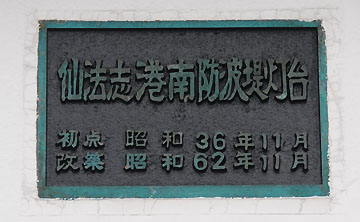 仙法志港南防波堤灯台
初点 昭和36年11月
改築 昭和62年11月